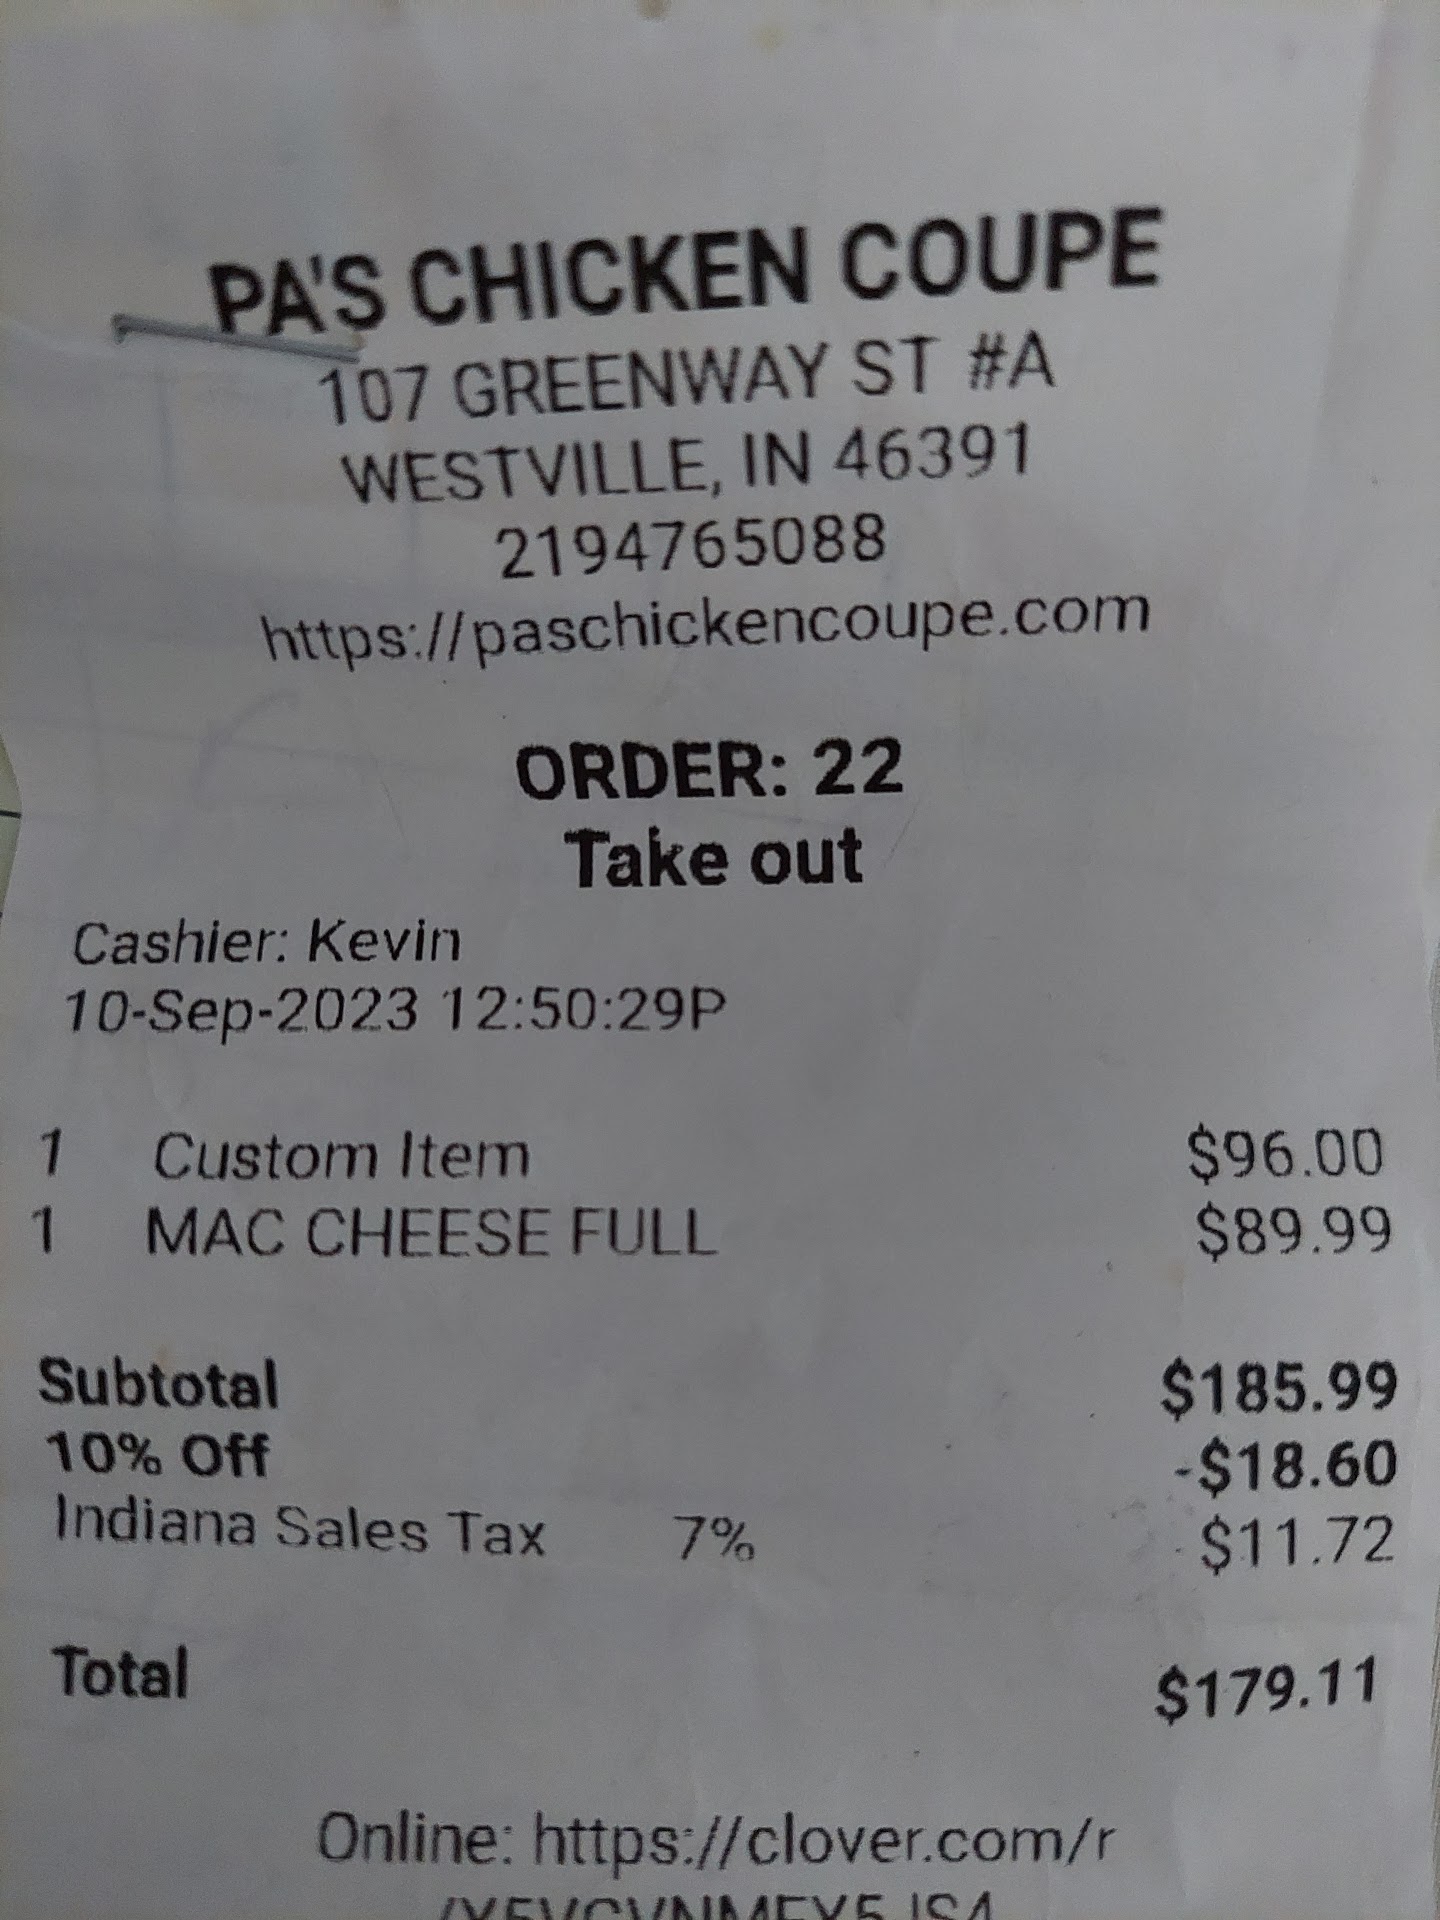 PA'S CHICKEN COUPE
107 GREENWAY ST #A
WESTVILLE, IN 46391
2194765088
https://paschickencoupe.com
ORDER: 22
Take out
Cashier: Kevin
10-Sep-2023 12:50:29P
1 Custom Item $96.00
1 MAC CHEESE FULL $89.99
Subtotal $185.99
10% Off -$18.60
Indiana Sales Tax 7% $11.72
Total $179.11
Online: https://clover.com/r